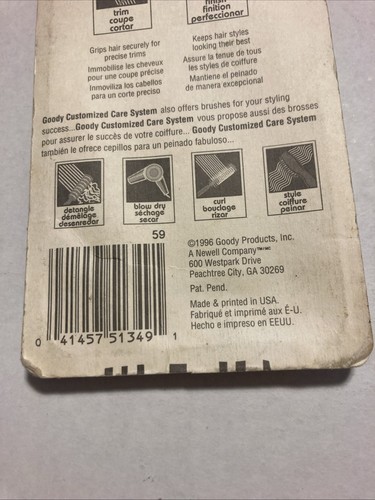 trim
coupe
cortar
finish
finition
perfeccionar
Grips hair securely for
precise trims
Immobilise les cheveux
pour une coupe précise
Inmoviliza los cabellos
para un corte preciso
Keeps hair styles
looking their best
Assure la tenue de tous
les styles de coiffure
Mantiene el peinado
de manera excepcional
Goody Customized Care System also offers brushes for your styling
success...Goody Customized Care System vous propose aussi des brosses
pour assurer le succès de votre coiffure... Goody Customized Care System
también le ofrece cepillos para un peinado fabuloso...
detangle
démêlage
desenredar
blow dry
séchage
secar
curl
bouclage
rizar
style
coiffure
peinar
59
©1996 Goody Products, Inc.
A Newell Company
600 Westpark Drive
Peachtree City, GA 30269
Pat. Pend.
Made & printed in USA.
Fabriqué et imprimé aux É-U.
Hecho e impreso en EEUU.
0 41457 51349 1